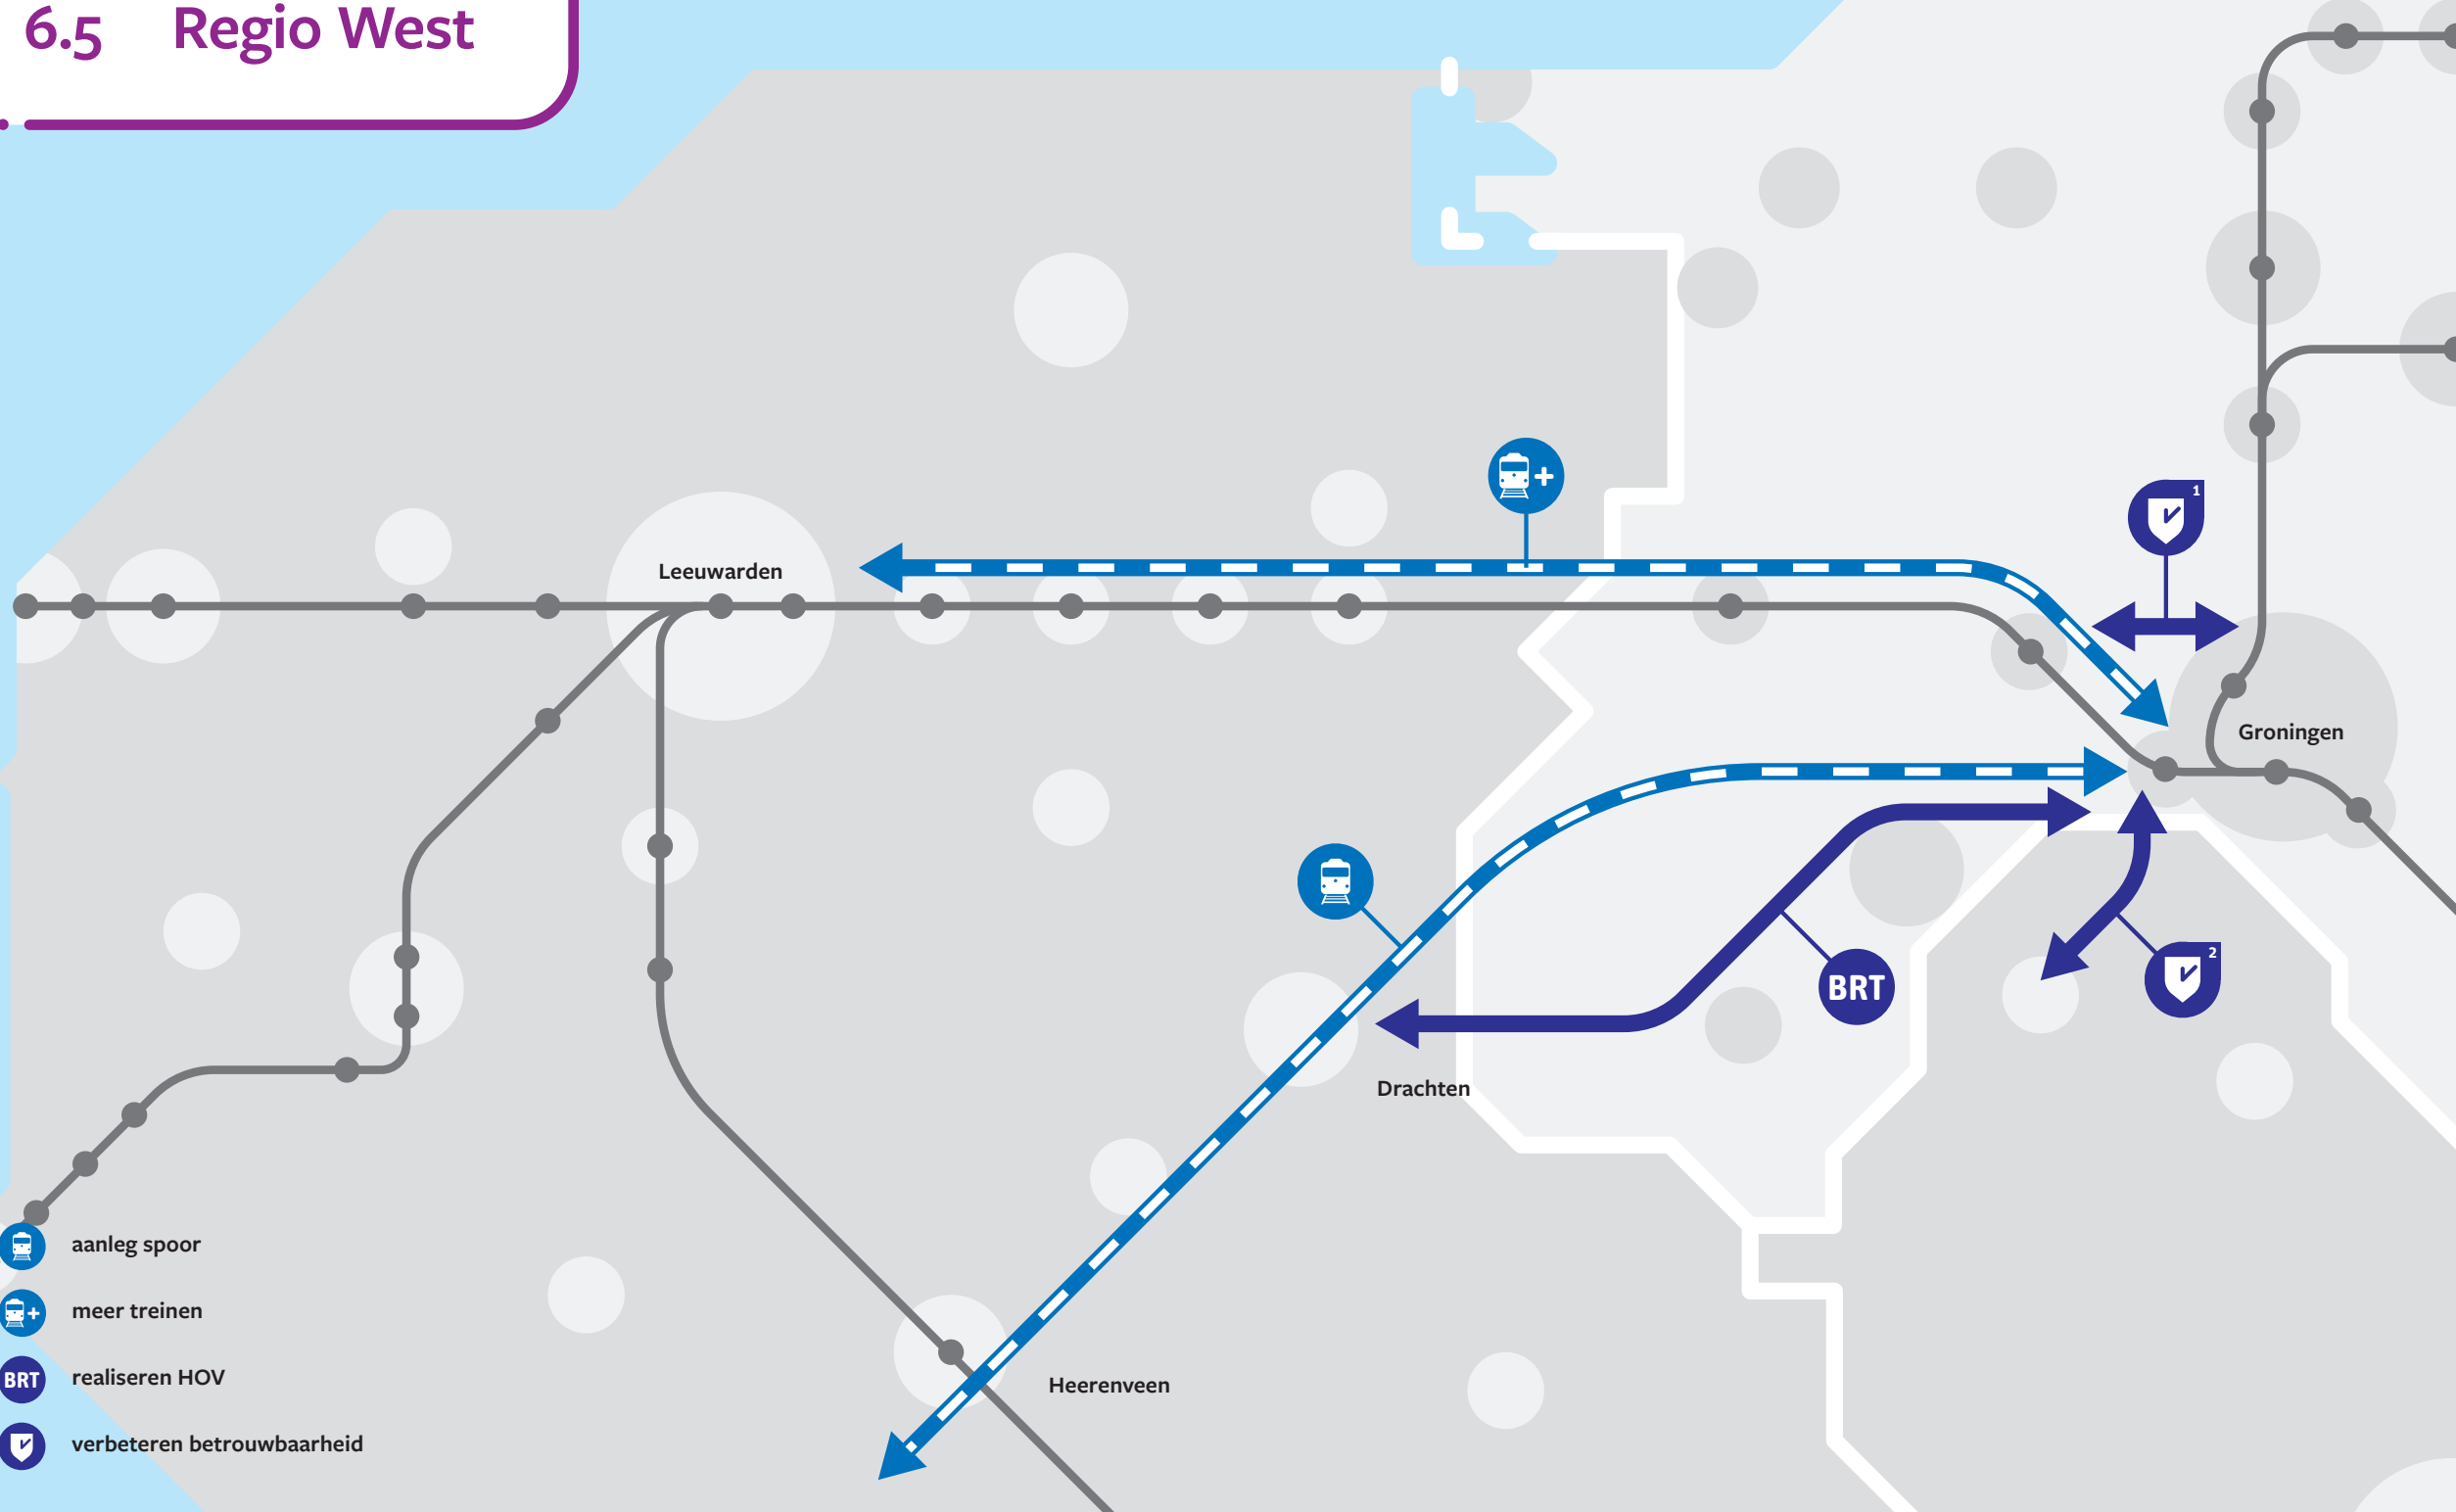 6.5 Regio West
Leeuwarden
1
Groningen
BRT
2
Drachten
Heerenveen
aanleg spoor
meer treinen
BRT realiseren HOV
verbeteren betrouwbaarheid